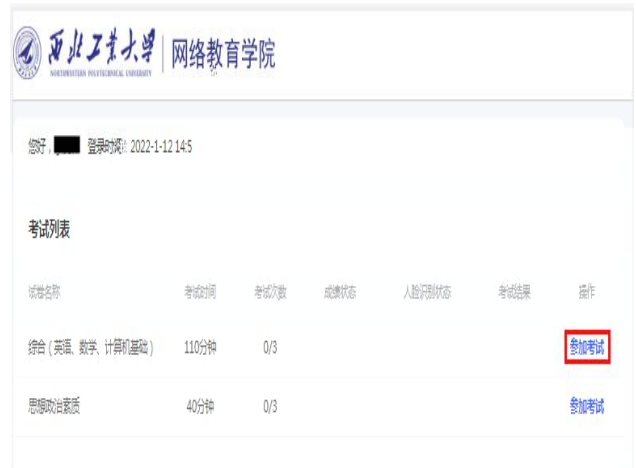 西北工业大学 网络教育学院
NORTHWESTERN POLYTECHNICAL UNIVERSITY
您好， 登录时间: 2022-1-12 14:5
考试列表
试卷名称 考试时间 考试次数 成绩状态 人脸识别状态 考试结果 操作
综合（英语、数学、计算机基础） 110分钟 0/3 参加考试
思想政治素质 40分钟 0/3 参加考试